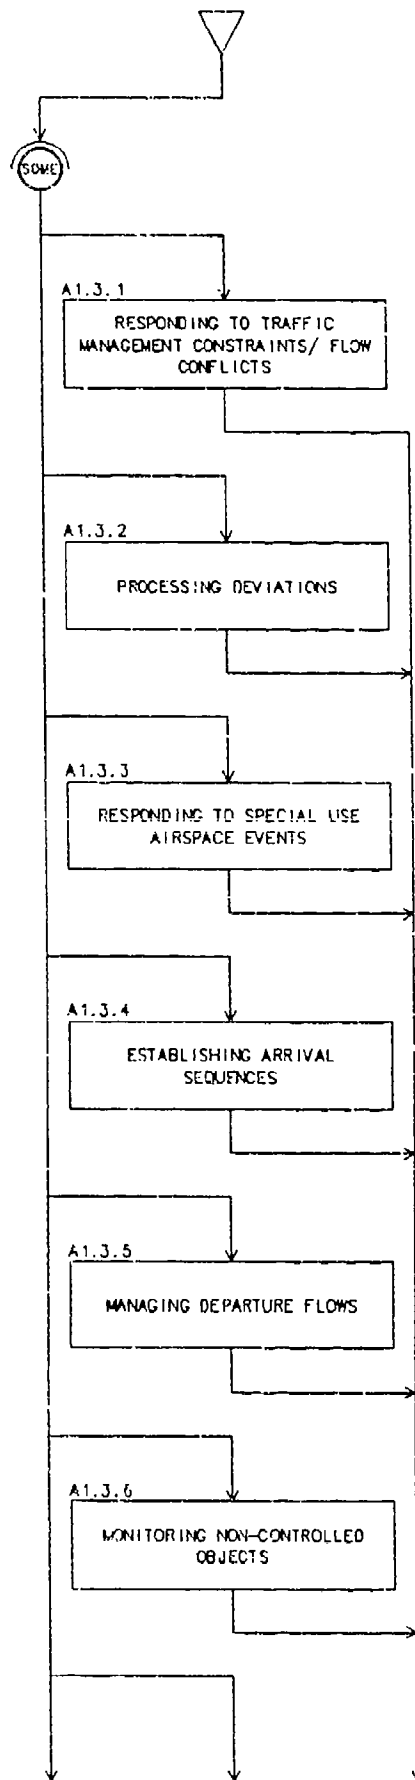 SOME
A1.3.1
RESPONDING TO TRAFFIC
MANAGEMENT CONSTRAINTS/ FLOW
CONFLICTS
A1.3.2
PROCESSING DEVIATIONS
A1.3.3
RESPONDING TO SPECIAL USE
AIRSPACE EVENTS
A1.3.4
ESTABLISHING ARRIVAL
SEQUENCES
A1.3.5
MANAGING DEPARTURE FLOWS
A1.3.6
MONITORING NON-CONTROLLED
OBJECTS